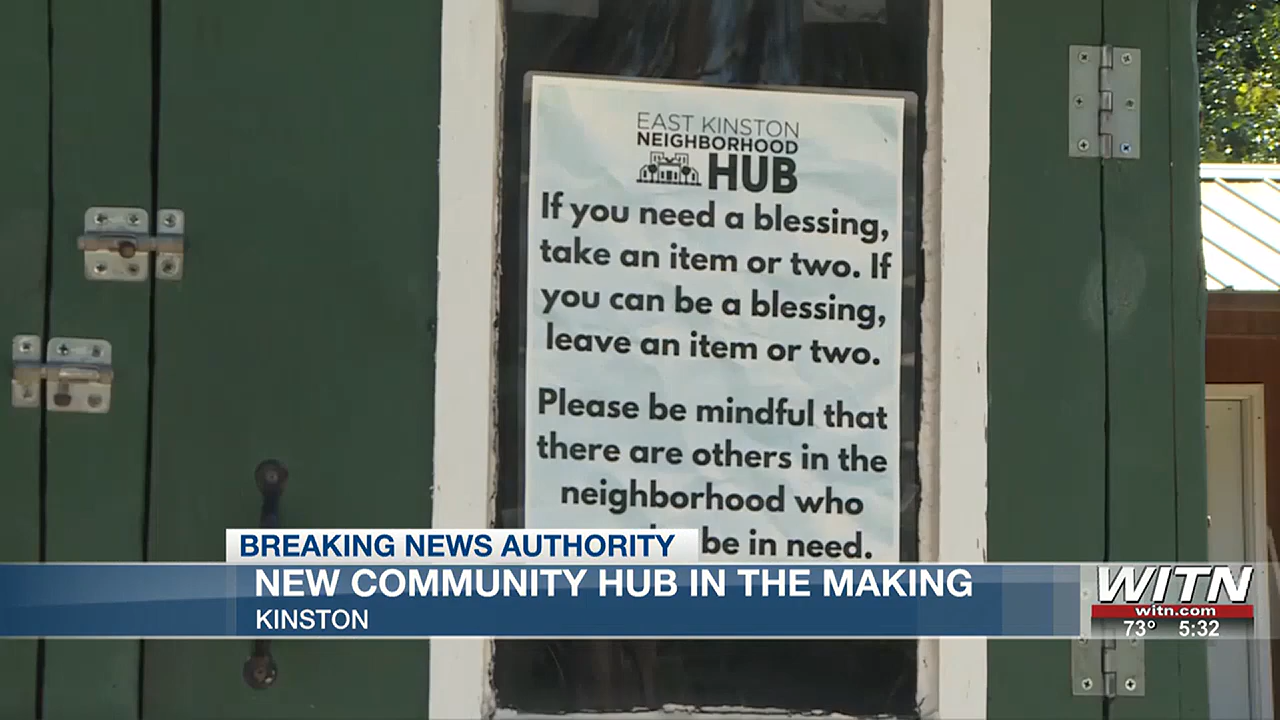 EAST KINSTON
NEIGHBORHOOD
HUB
If you need a blessing,
take an item or two. If
you can be a blessing,
leave an item or two.
Please be mindful that
there are others in the
neighborhood who
be in need.
BREAKING NEWS AUTHORITY
NEW COMMUNITY HUB IN THE MAKING
KINSTON
WITN
witn.com
73° 5:32